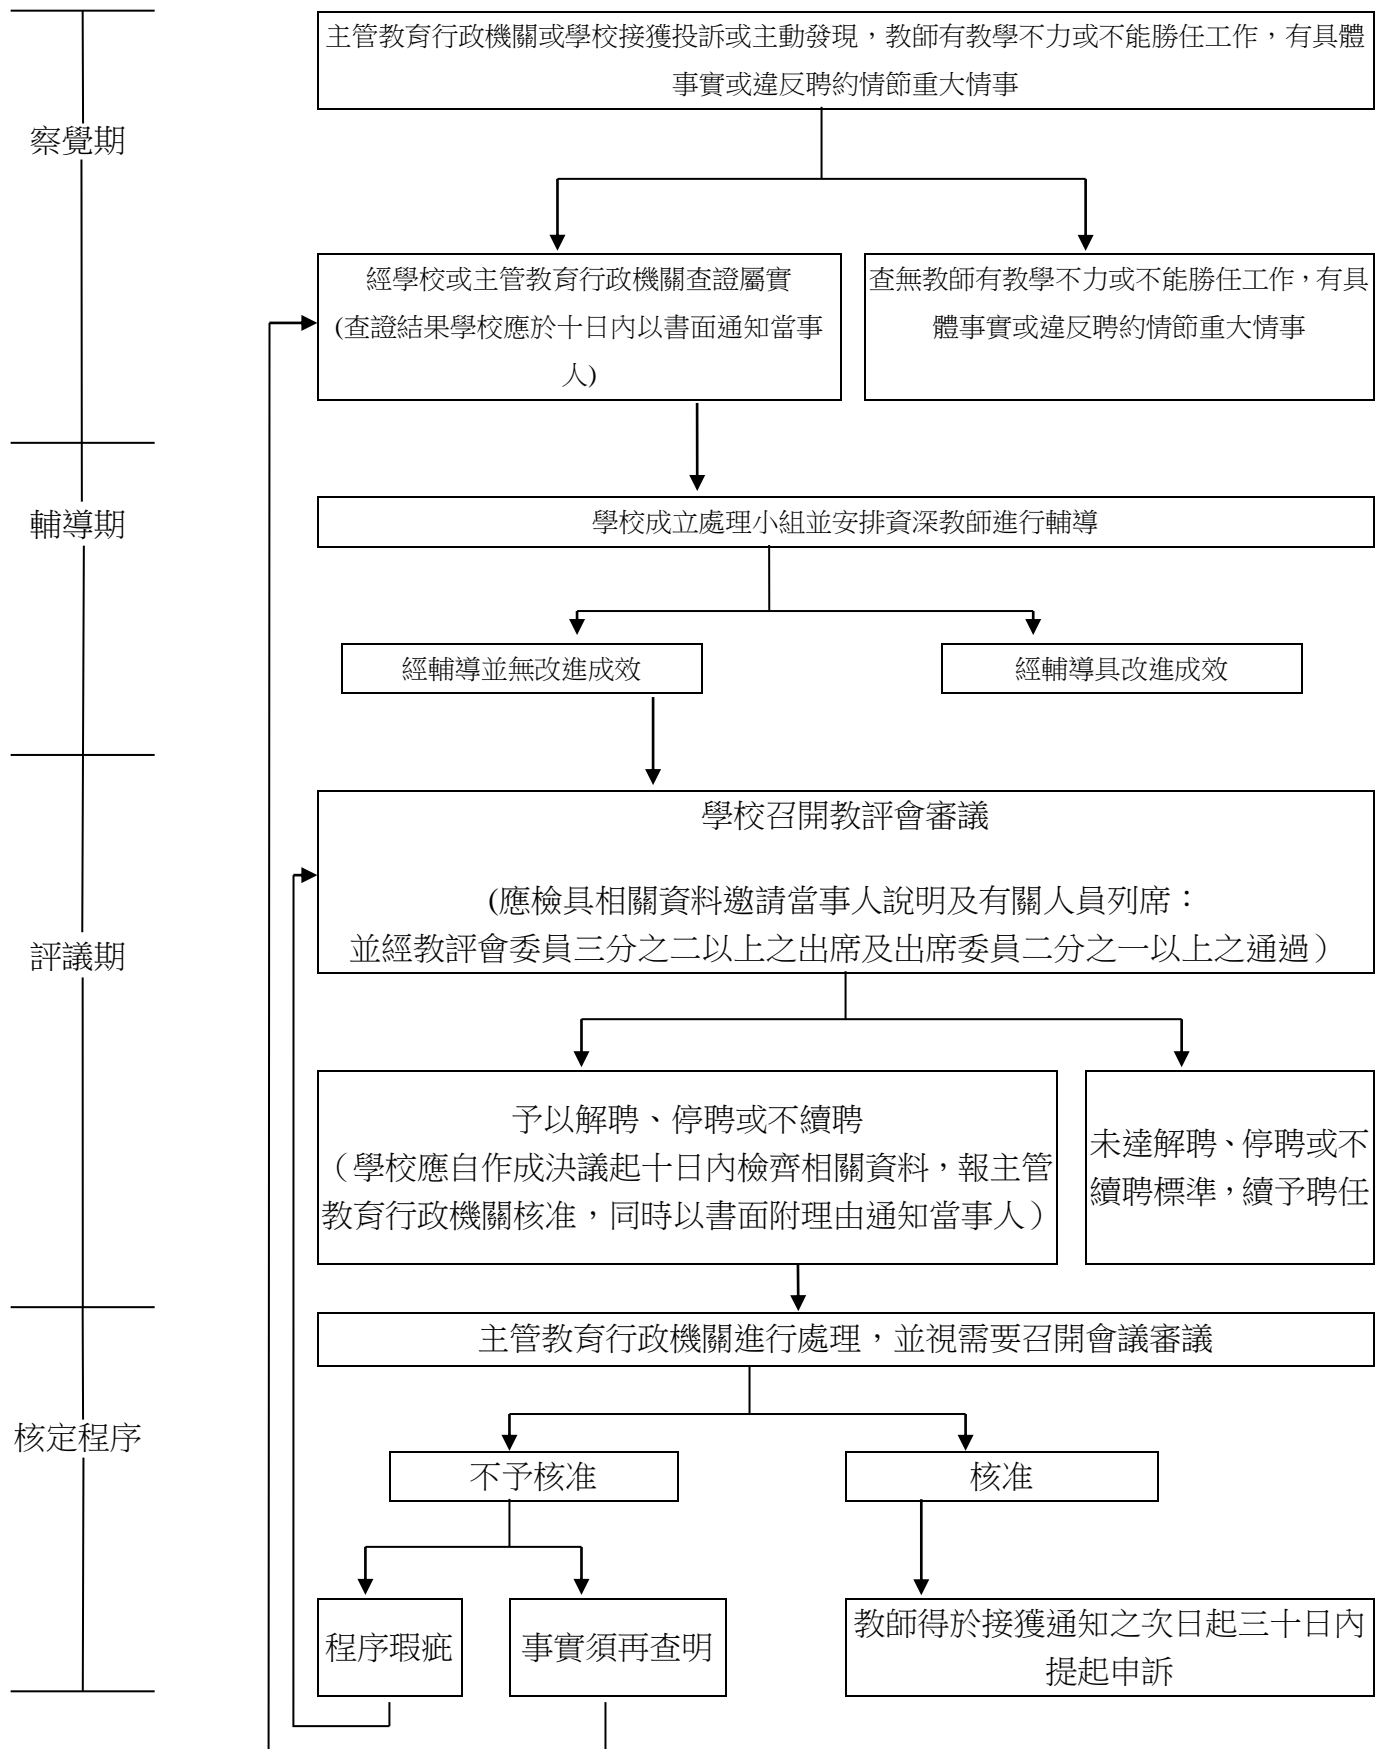 主管教育行政機關或學校接獲投訴或主動發現，教師有教學不力或不能勝任工作，有具體
事實或違反聘約情節重大情事
察覺期
經學校或主管教育行政機關查證屬實
(查證結果學校應於十日內以書面通知當事
人)
查無教師有教學不力或不能勝任工作，有具
體事實或違反聘約情節重大情事
輔導期
學校成立處理小組並安排資深教師進行輔導
經輔導並無改進成效
經輔導具改進成效
學校召開教評會審議
(應檢具相關資料邀請當事人說明及有關人員列席：
並經教評會委員三分之二以上之出席及出席委員二分之一以上之通過）
評議期
予以解聘、停聘或不續聘
（學校應自作成決議起十日內檢齊相關資料，報主管
教育行政機關核准，同時以書面附理由通知當事人）
未達解聘、停聘或不
續聘標準，續予聘任
主管教育行政機關進行處理，並視需要召開會議審議
核定程序
不予核准
核准
程序瑕疵
事實須再查明
教師得於接獲通知之次日起三十日內
提起申訴